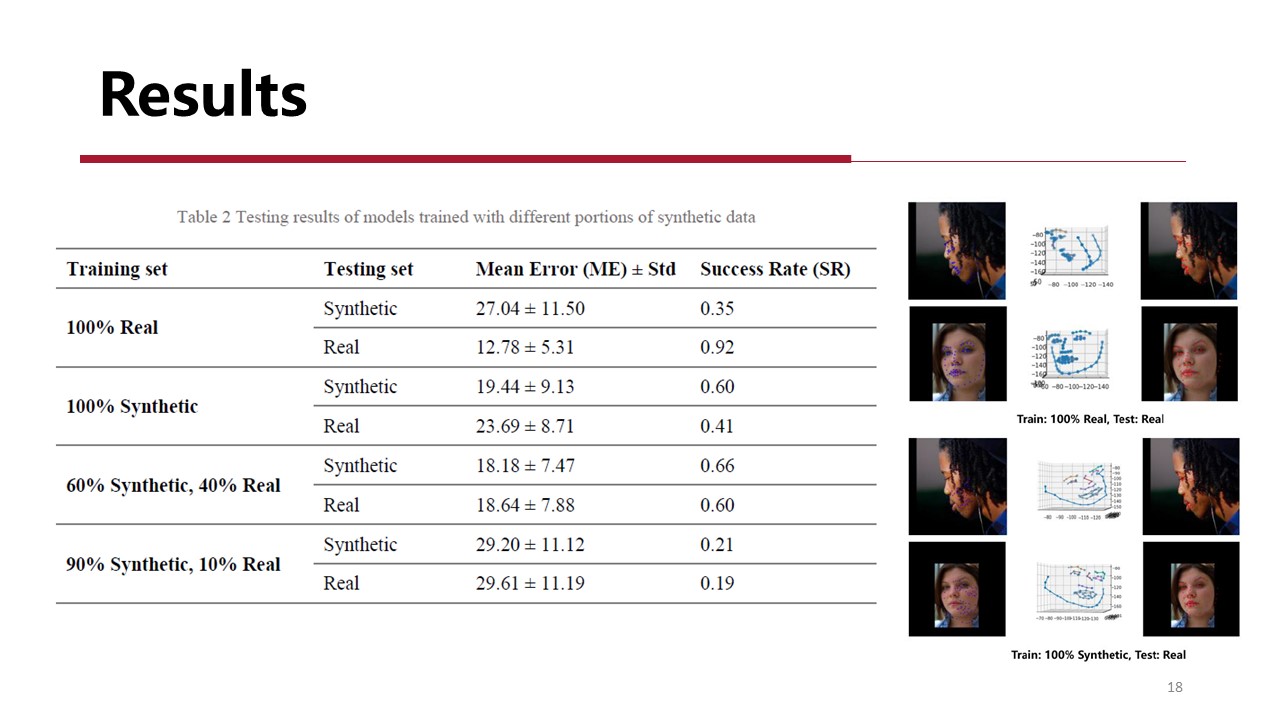 Results
Table 2 Testing results of models trained with different portions of synthetic data
Training set Testing set Mean Error (ME) ± Std Success Rate (SR)
100% Real
Synthetic 27.04 ± 11.50 0.35
Real 12.78 ± 5.31 0.92
100% Synthetic
Synthetic 19.44 ± 9.13 0.60
Real 23.69 ± 8.71 0.41
60% Synthetic, 40% Real
Synthetic 18.18 ± 7.47 0.66
Real 18.64 ± 7.88 0.60
90% Synthetic, 10% Real
Synthetic 29.20 ± 11.12 0.21
Real 29.61 ± 11.19 0.19
−80
−100
−120
−140
−80 −100 −120 −140
−80
−100
−120
−140
−160
−80 −100 −120 −140
Train: 100% Real, Test: Real
−80 −90 −100 −110 −120
Train: 100% Synthetic, Test: Real
18